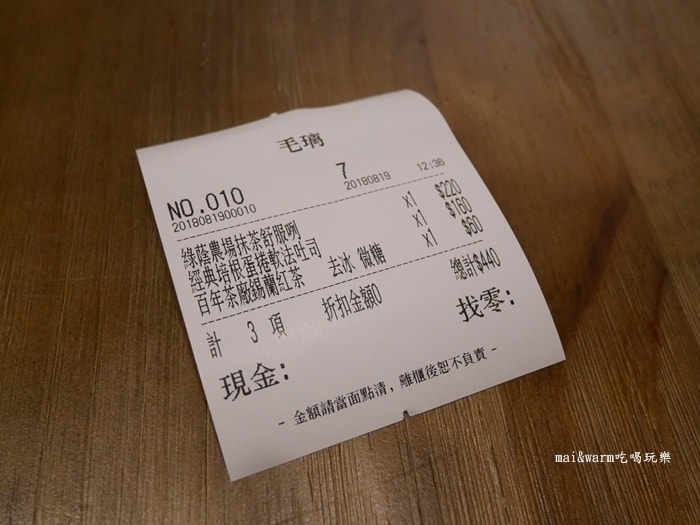 毛璃
NO.010 7
2018081900010 20180819 12:36
綠蔭農場抹茶舒服咧 x1 $220
經典培根蛋捲軟法吐司 x1 $160
百年茶廠錫蘭紅茶 去冰 微糖 x1 $60
計 3 項 折扣金額0 總計$440
現金: 找零:
- 金額請當面點清, 離櫃後恕不負責 -
mai&warm吃喝玩樂